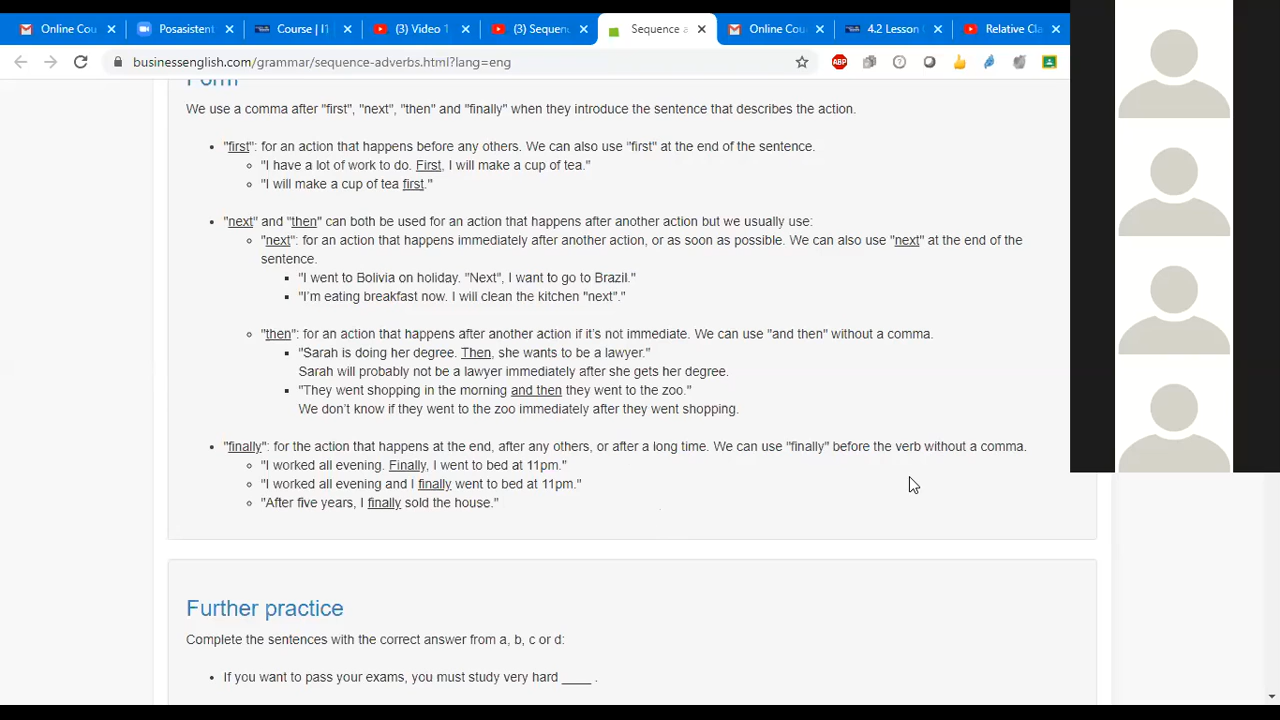 Online Cou
Posasistent
Course | I1
(3) Video 1
(3) Sequenc
Sequence a
Online Cou
4.2 Lesson
Relative Cla
businessenglish.com/grammar/sequence-adverbs.html?lang=eng
ABP
Form
We use a comma after "first", "next", "then" and "finally" when they introduce the sentence that describes the action.
"first": for an action that happens before any others. We can also use "first" at the end of the sentence.
"I have a lot of work to do. First, I will make a cup of tea."
"I will make a cup of tea first."
"next" and "then" can both be used for an action that happens after another action but we usually use:
"next": for an action that happens immediately after another action, or as soon as possible. We can also use "next" at the end of the
sentence.
"I went to Bolivia on holiday. "Next", I want to go to Brazil."
"I'm eating breakfast now. I will clean the kitchen "next"."
"then": for an action that happens after another action if it's not immediate. We can use "and then" without a comma.
"Sarah is doing her degree. Then, she wants to be a lawyer."
Sarah will probably not be a lawyer immediately after she gets her degree.
"They went shopping in the morning and then they went to the zoo."
We don't know if they went to the zoo immediately after they went shopping.
"finally": for the action that happens at the end, after any others, or after a long time. We can use "finally" before the verb without a comma.
"I worked all evening. Finally, I went to bed at 11pm."
"I worked all evening and I finally went to bed at 11pm."
"After five years, I finally sold the house."
Further practice
Complete the sentences with the correct answer from a, b, c or d:
If you want to pass your exams, you must study very hard ____ .